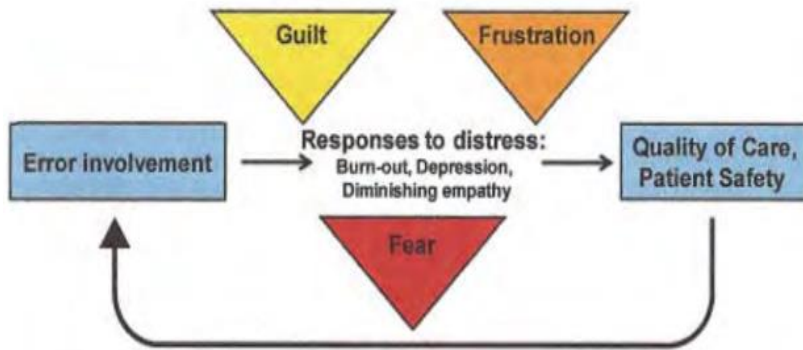 Guilt
Frustration
Error involvement
Responses to distress:
Burn-out, Depression,
Diminishing empathy
Quality of Care,
Patient Safety
Fear